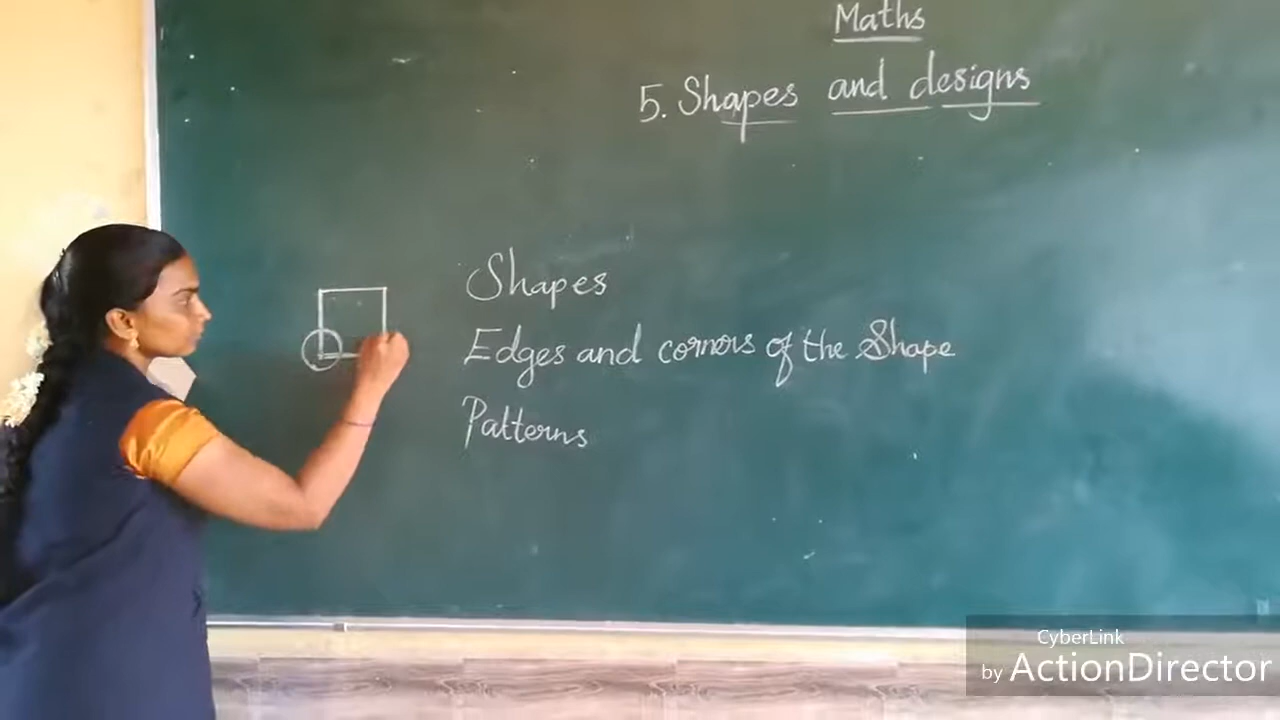 Maths
5. Shapes and designs
Shapes
Edges and corners of the Shape
Patterns
CyberLink
by ActionDirector